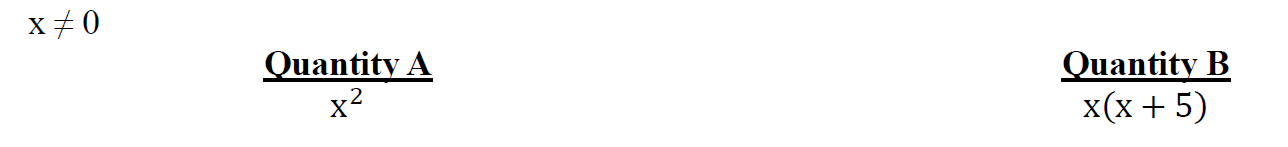 x ≠ 0
Quantity A Quantity B
x² x(x + 5)